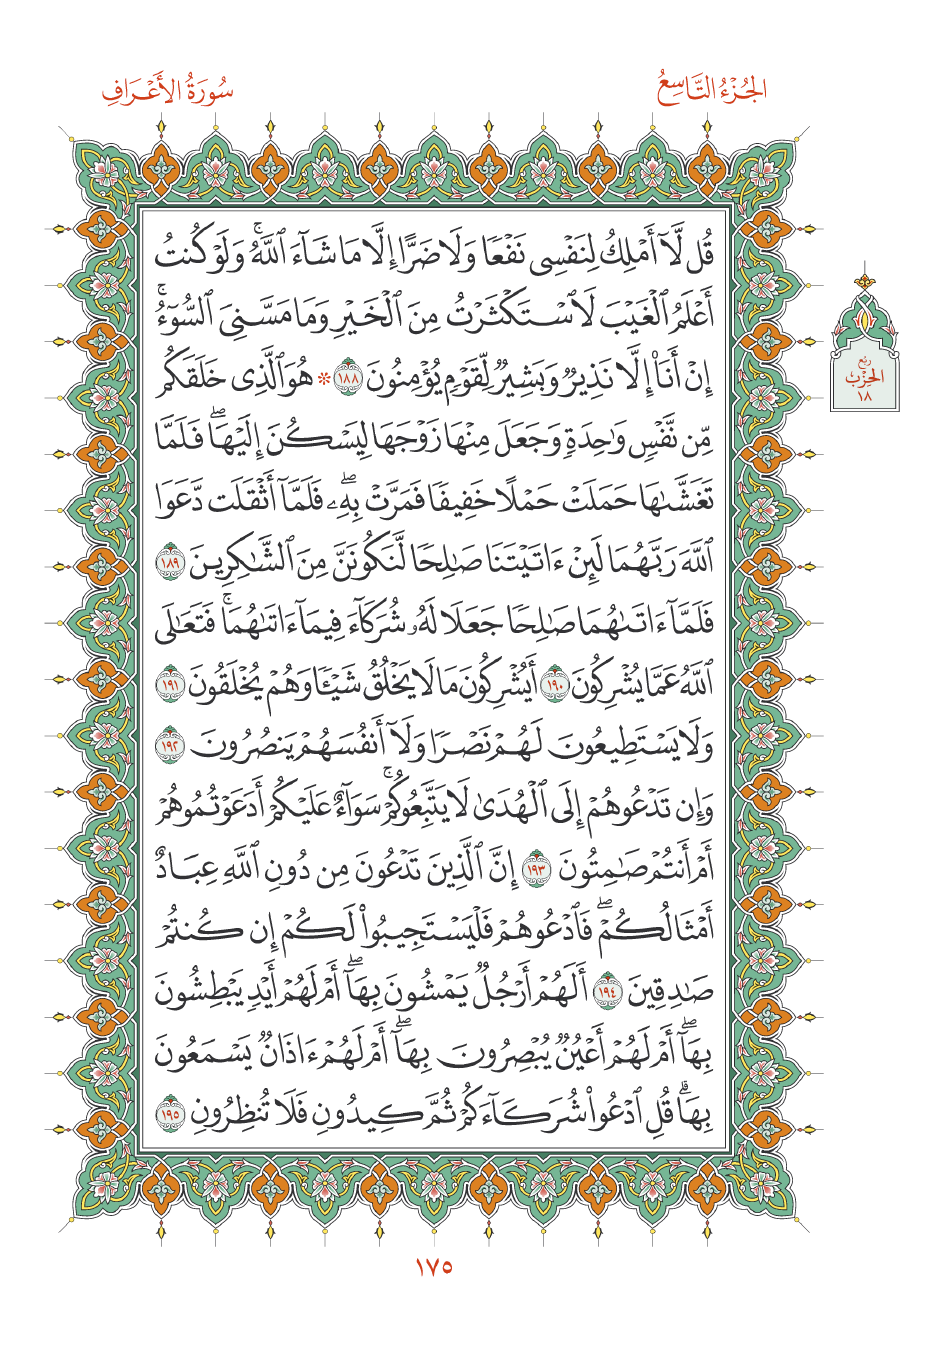 الجُزْءُ التَّاسِعُ
سُورَةُ الأَعْرَافِ
قُل لَّآ أَمْلِكُ لِنَفْسِى نَفْعًا وَلَا ضَرًّا إِلَّا مَا شَآءَ ٱللَّهُۚ وَلَوْ كُنتُ
أَعْلَمُ ٱلْغَيْبَ لَٱسْتَكْثَرْتُ مِنَ ٱلْخَيْرِ وَمَا مَسَّنِىَ ٱلسُّوٓءُۚ
إِنْ أَنَا۠ إِلَّا نَذِيرٌ وَبَشِيرٌ لِّقَوْمٍ يُؤْمِنُونَ ١٨٨ ۞ هُوَ ٱلَّذِى خَلَقَكُم
مِّن نَّفْسٍ وَٰحِدَةٍ وَجَعَلَ مِنْهَا زَوْجَهَا لِيَسْكُنَ إِلَيْهَاۖ فَلَمَّا
تَغَشَّىٰهَا حَمَلَتْ حَمْلًا خَفِيفًا فَمَرَّتْ بِهِۦۖ فَلَمَّآ أَثْقَلَت دَّعَوَا
ٱللَّهَ رَبَّهُمَا لَئِنْ ءَاتَيْتَنَا صَٰلِحًا لَّنَكُونَنَّ مِنَ ٱلشَّٰكِرِينَ ١٨٩
فَلَمَّآ ءَاتَىٰهُمَا صَٰلِحًا جَعَلَا لَهُۥ شُرَكَآءَ فِيمَآ ءَاتَىٰهُمَاۚ فَتَعَٰلَى
ٱللَّهُ عَمَّا يُشْرِكُونَ ١٩٠ أَيُشْرِكُونَ مَا لَا يَخْلُقُ شَيْـًٔا وَهُمْ يُخْلَقُونَ ١٩١
وَلَا يَسْتَطِيعُونَ لَهُمْ نَصْرًا وَلَآ أَنفُسَهُمْ يَنصُرُونَ ١٩٢
وَإِن تَدْعُوهُمْ إِلَى ٱلْهُدَىٰ لَا يَتَّبِعُوكُمْۚ سَوَآءٌ عَلَيْكُمْ أَدَعَوْتُمُوهُمْ
أَمْ أَنتُمْ صَٰمِتُونَ ١٩٣ إِنَّ ٱلَّذِينَ تَدْعُونَ مِن دُونِ ٱللَّهِ عِبَادٌ
أَمْثَالُكُمْۖ فَٱدْعُوهُمْ فَلْيَسْتَجِيبُوا۟ لَكُمْ إِن كُنتُمْ
صَٰدِقِينَ ١٩٤ أَلَهُمْ أَرْجُلٌ يَمْشُونَ بِهَآۖ أَمْ لَهُمْ أَيْدٍ يَبْطِشُونَ
بِهَآۖ أَمْ لَهُمْ أَعْيُنٌ يُبْصِرُونَ بِهَآۖ أَمْ لَهُمْ ءَاذَانٌ يَسْمَعُونَ
بِهَاۗ قُلِ ٱدْعُوا۟ شُرَكَآءَكُمْ ثُمَّ كِيدُونِ فَلَا تُنظِرُونِ ١٩٥
رُبْع
الحِزْب
١٨
١٧٥